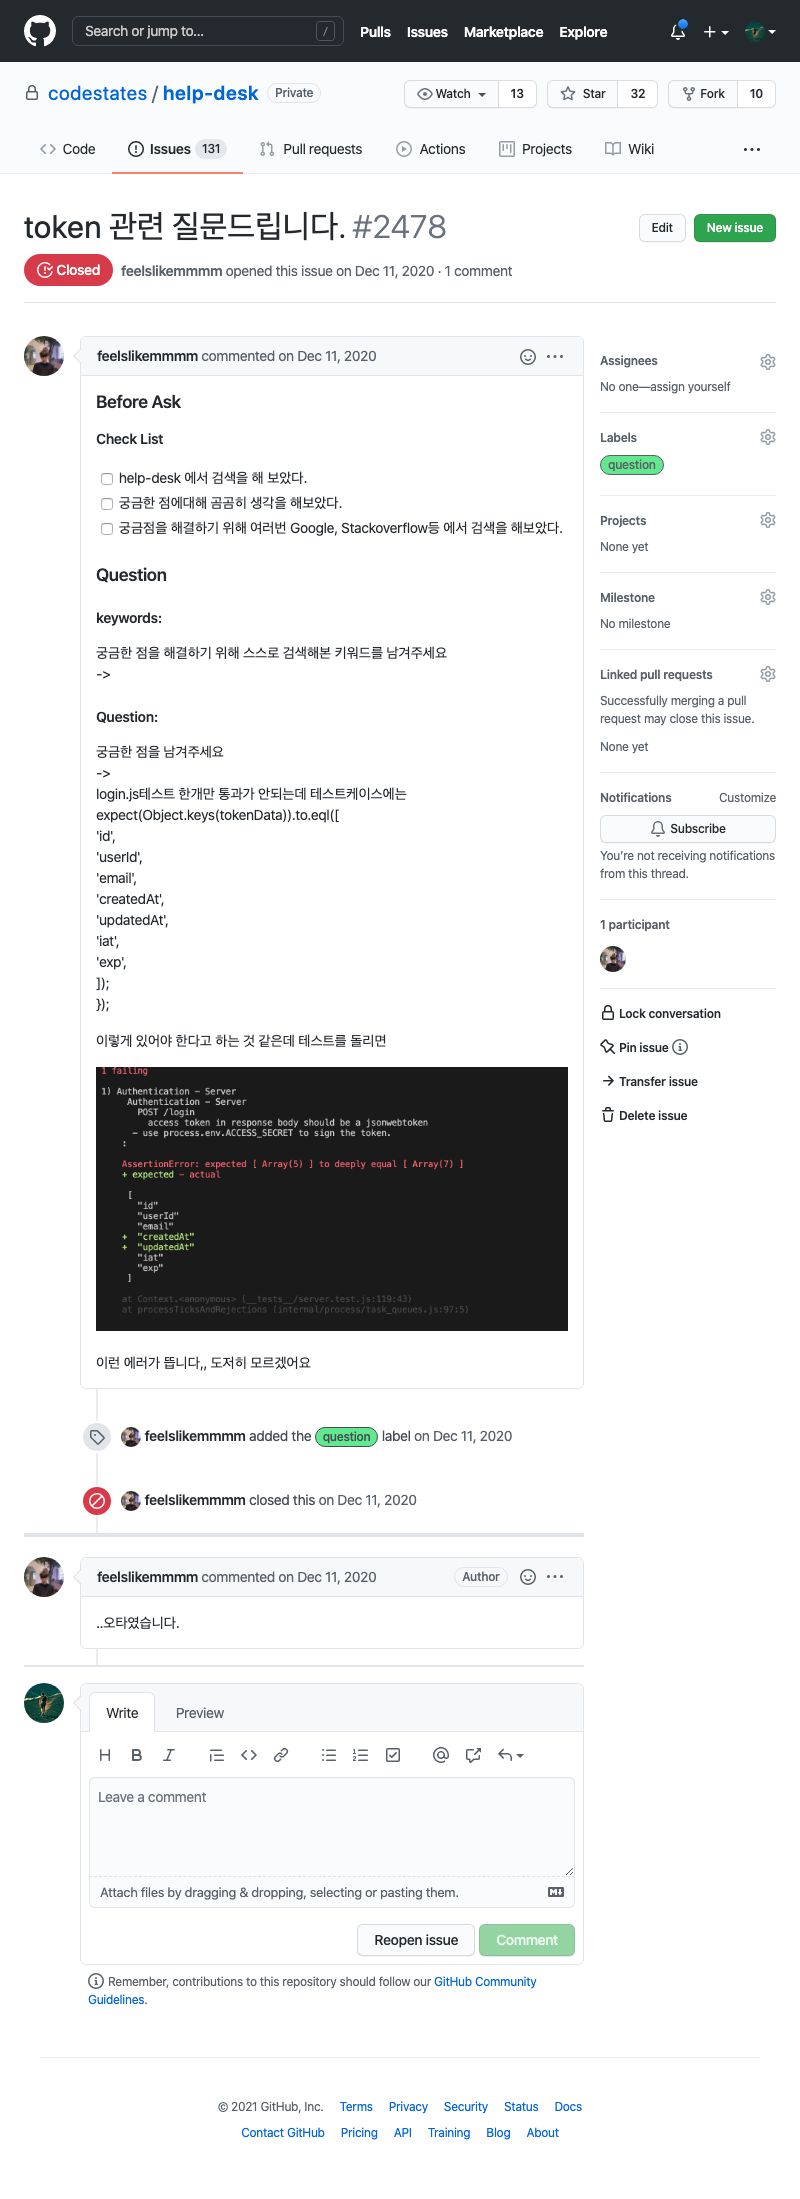 Search or jump to... /
Pulls Issues Marketplace Explore
codestates / help-desk Private
Watch 13 Star 32 Fork 10
Code Issues 131 Pull requests Actions Projects Wiki ...
token 관련 질문드립니다. #2478
Edit New issue
Closed feelslikemmmm opened this issue on Dec 11, 2020 · 1 comment
feelslikemmmm commented on Dec 11, 2020
Before Ask
Check List
help-desk 에서 검색을 해 보았다.
궁금한 점에대해 곰곰히 생각을 해보았다.
궁금점을 해결하기 위해 여러번 Google, Stackoverflow등 에서 검색을 해보았다.
Question
keywords:
궁금한 점을 해결하기 위해 스스로 검색해본 키워드를 남겨주세요
->
Question:
궁금한 점을 남겨주세요
->
login.js테스트 한개만 통과가 안되는데 테스트케이스에는
expect(Object.keys(tokenData)).to.eql([
'id',
'userId',
'email',
'createdAt',
'updatedAt',
'iat',
'exp',
]);
});
이렇게 있어야 한다고 하는 것 같은데 테스트를 돌리면
1 failing
1) Authentication - Server
Authentication - Server
POST /login
access token in response body should be a jsonwebtoken
- use process.env.ACCESS_SECRET to sign the token.
:
AssertionError: expected [ Array(5) ] to deeply equal [ Array(7) ]
+ expected - actual
[
"id"
"userId"
"email"
+ "createdAt"
+ "updatedAt"
"iat"
"exp"
]
at Context.<anonymous> (__tests__/server.test.js:119:43)
at processTicksAndRejections (internal/process/task_queues.js:97:5)
이런 에러가 뜹니다,, 도저히 모르겠어요
feelslikemmmm added the question label on Dec 11, 2020
feelslikemmmm closed this on Dec 11, 2020
feelslikemmmm commented on Dec 11, 2020 Author
..오타였습니다.
Write Preview
Leave a comment
Attach files by dragging & dropping, selecting or pasting them.
Reopen issue Comment
Remember, contributions to this repository should follow our GitHub Community
Guidelines.
Assignees
No one—assign yourself
Labels
question
Projects
None yet
Milestone
No milestone
Linked pull requests
Successfully merging a pull
request may close this issue.
None yet
Notifications Customize
Subscribe
You're not receiving notifications
from this thread.
1 participant
Lock conversation
Pin issue
Transfer issue
Delete issue
© 2021 GitHub, Inc. Terms Privacy Security Status Docs
Contact GitHub Pricing API Training Blog About